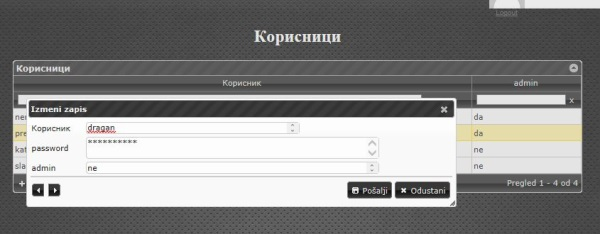 Logout
Корисници
Корисници
Корисник admin
x
Izmeni zapis
Корисник dragan
password **********
admin ne
Pošalji Odustani
da
da
ne
ne
Pregled 1 - 4 od 4